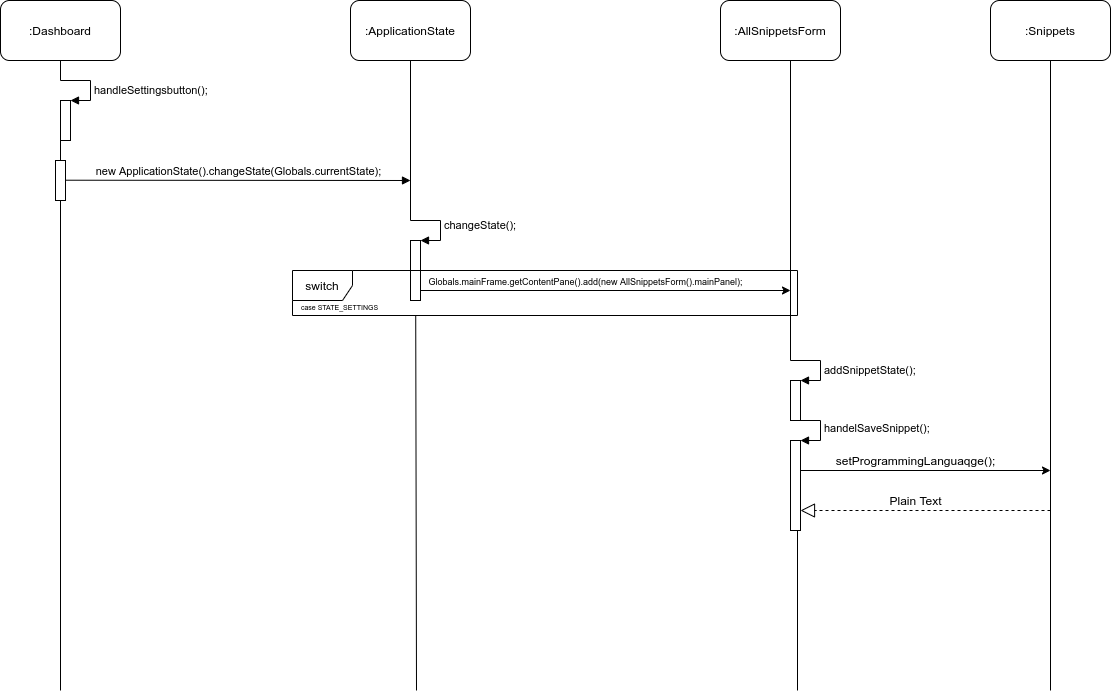 :Dashboard
:ApplicationState
:AllSnippetsForm
:Snippets
handleSettingsbutton();
new ApplicationState().changeState(Globals.currentState);
changeState();
switch
Globals.mainFrame.getContentPane().add(new AllSnippetsForm().mainPanel);
case STATE_SETTINGS
addSnippetState();
handelSaveSnippet();
setProgrammingLanguaqge();
Plain Text